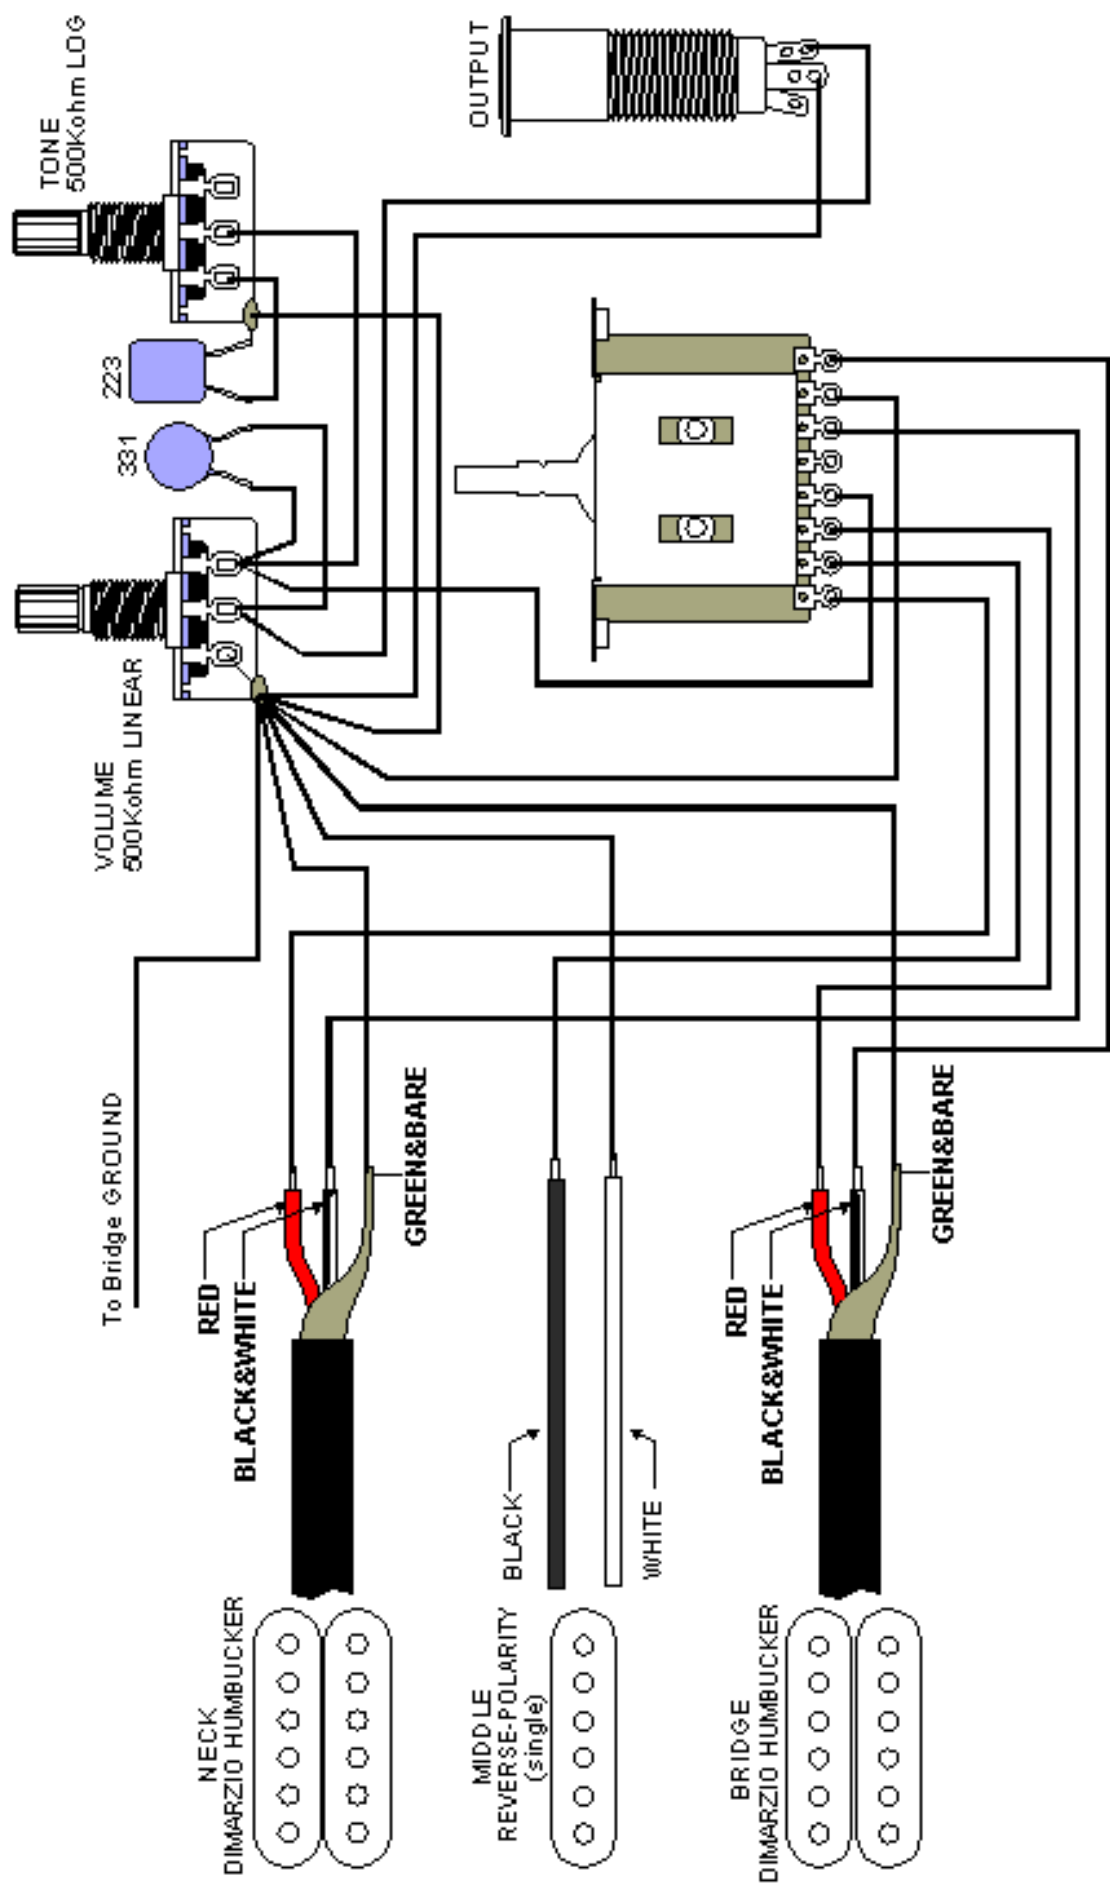 NECK
DIMARZIO HUMBUCKER
RED
BLACK&WHITE
GREEN&BARE
To Bridge GROUND
VOLUME
500Kohm LINEAR
331
223
TONE
500Kohm LOG
MIDDLE
REVERSE-POLARITY
(single)
BLACK
WHITE
OUTPUT
BRIDGE
DIMARZIO HUMBUCKER
RED
BLACK&WHITE
GREEN&BARE